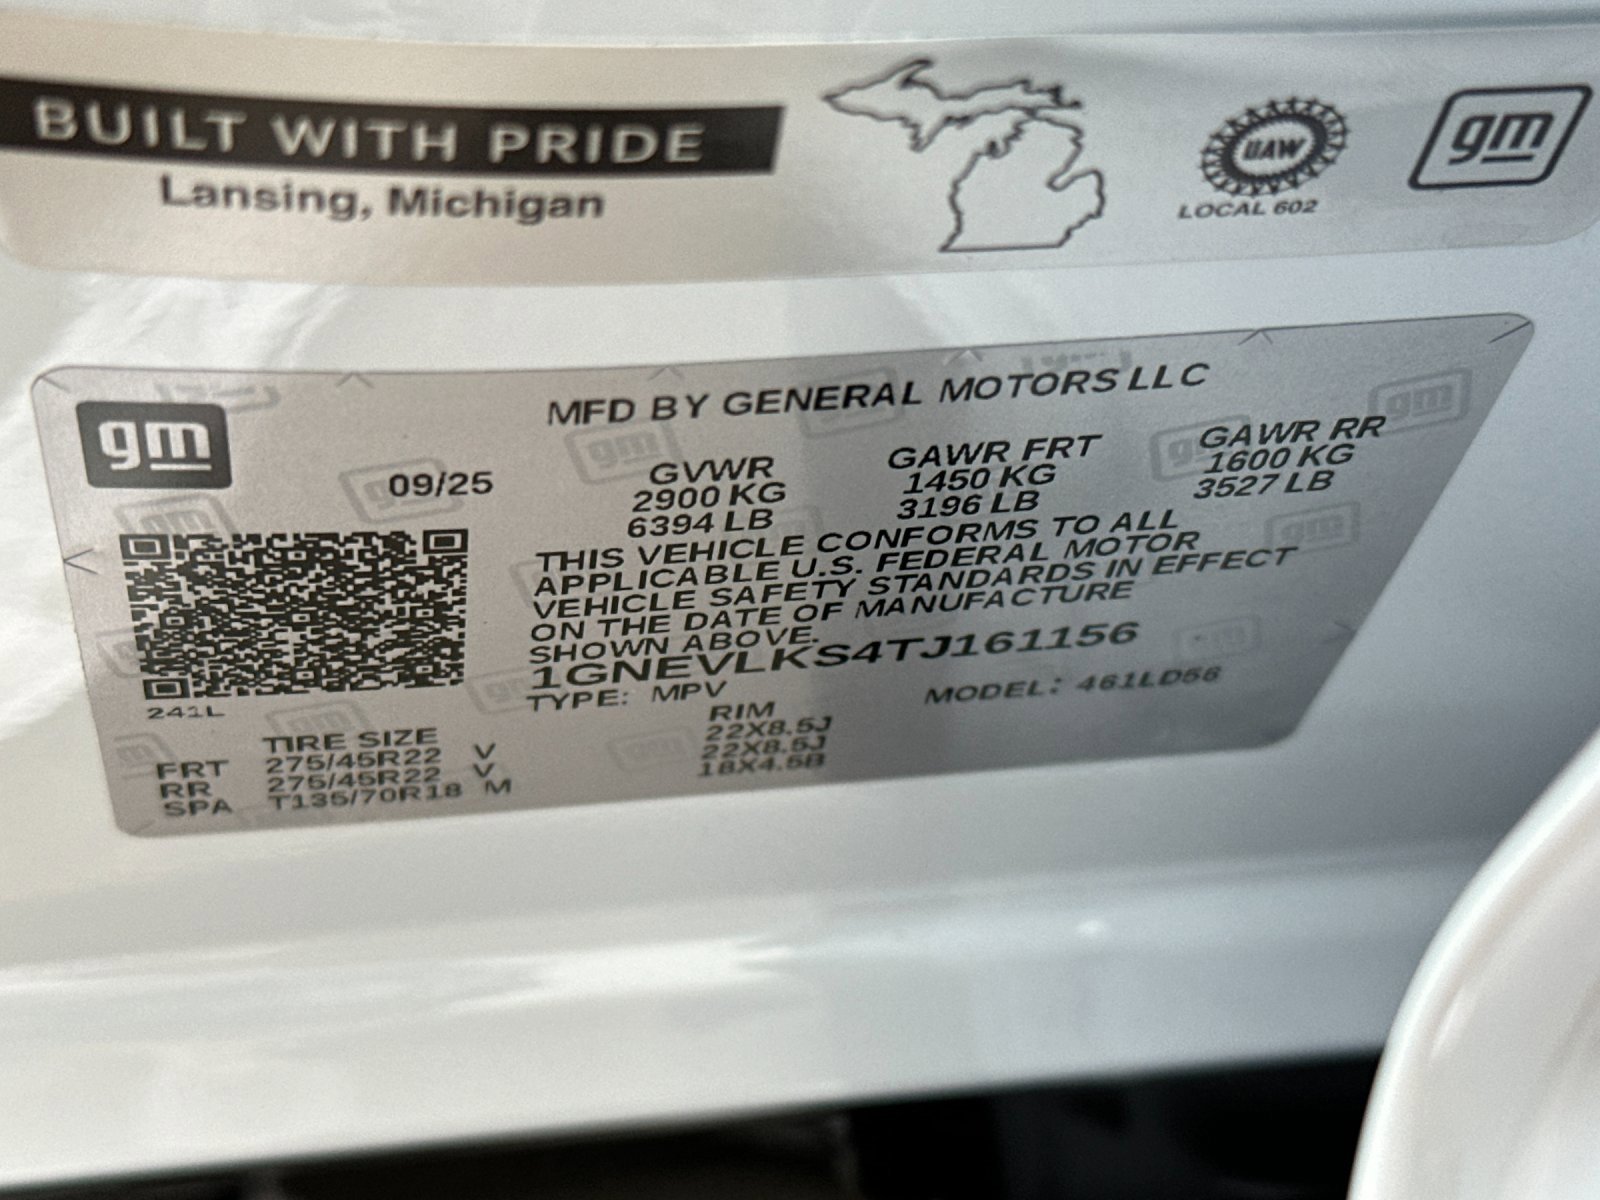 BUILT WITH PRIDE
Lansing, Michigan
UAW
LOCAL 602
gm
gm
MFD BY GENERAL MOTORS LLC
09/25
GVWR GAWR FRT GAWR RR
2900 KG 1450 KG 1600 KG
6394 LB 3196 LB 3527 LB
THIS VEHICLE CONFORMS TO ALL
APPLICABLE U.S. FEDERAL MOTOR
VEHICLE SAFETY STANDARDS IN EFFECT
ON THE DATE OF MANUFACTURE
SHOWN ABOVE.
1GNEVLKS4TJ161156
TYPE: MPV MODEL: 461LD56
241L
TIRE SIZE RIM
FRT 275/45R22 V 22X8.5J
RR 275/45R22 V 22X8.5J
SPA T135/70R18 M 18X4.5B